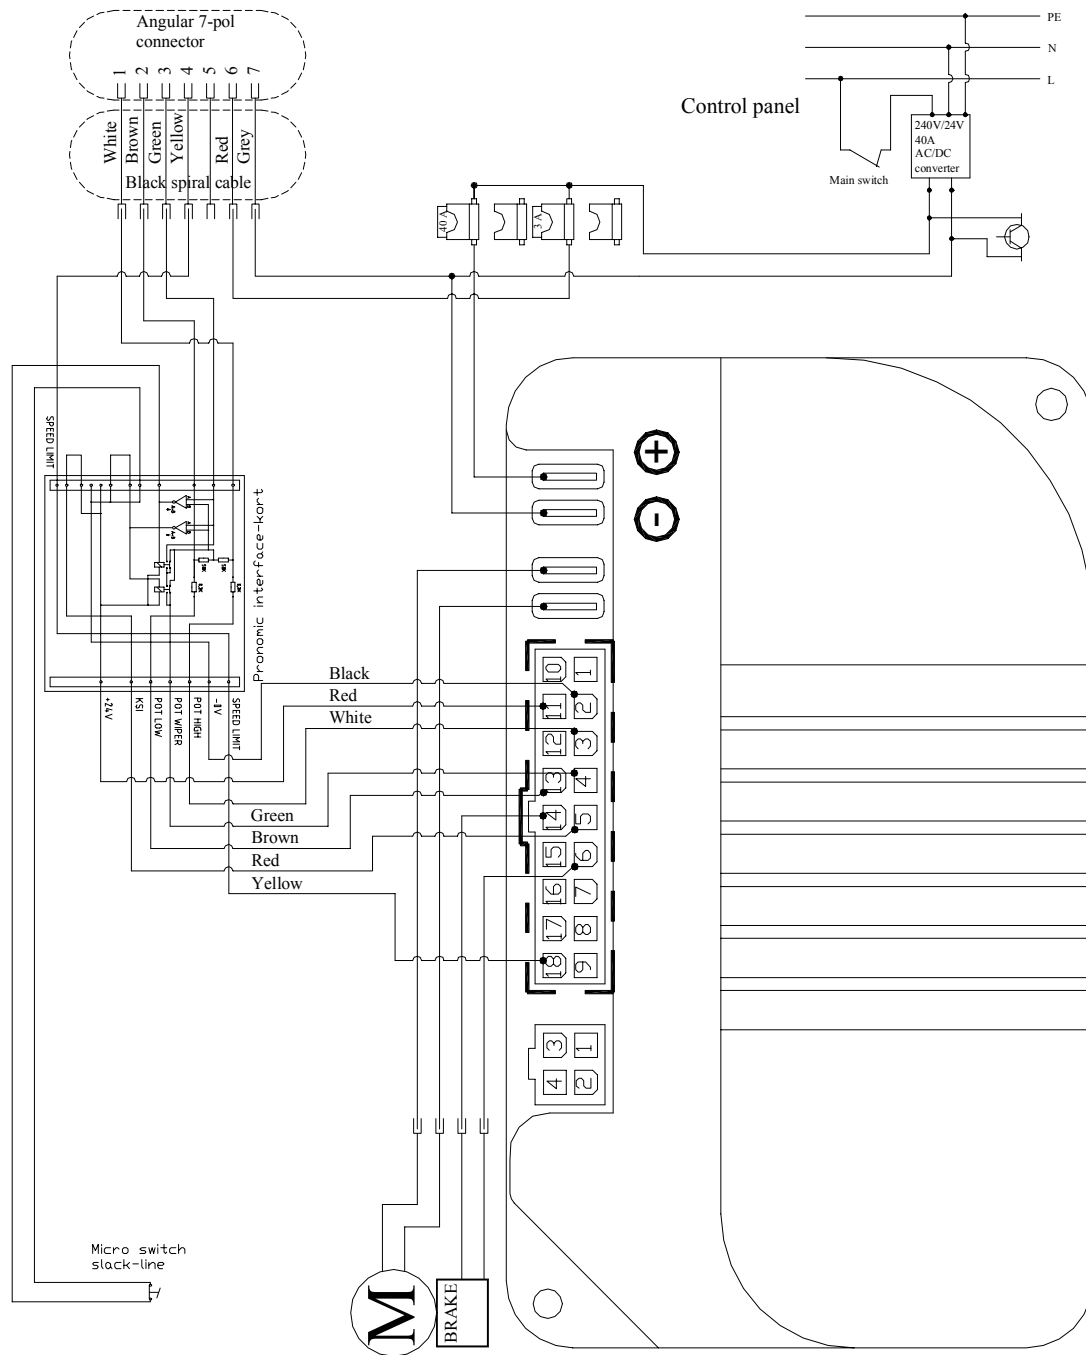 Angular 7-pol
connector
1
2
3
4
5
6
7
White
Brown
Green
Yellow
Red
Grey
Black spiral cable
PE
N
L
Control panel
240V/24V
40A
AC/DC
converter
Main switch
40 A
3 A
SPEED LIMIT
Pronomic interface-kort
+24V
KSI
POT LOW
POT WIPER
POT HIGH
SPEED LIMIT
+
-
Black
Red
White
Green
Brown
Red
Yellow
10 1
11 2
12 3
13 4
14 5
15 6
16 7
17 8
18 9
3 1
4 2
Micro switch
slack-line
M
BRAKE